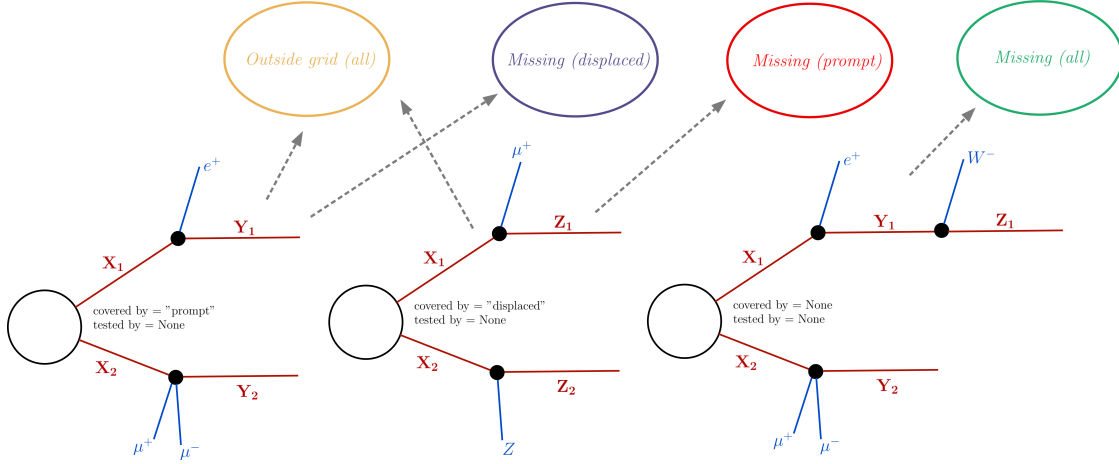 Outside grid (all)
Missing (displaced)
Missing (prompt)
Missing (all)
e⁺
Y₁
X₁
covered by = "prompt"
tested by = None
X₂
Y₂
μ⁺
μ⁻
μ⁺
Z₁
X₁
covered by = "displaced"
tested by = None
X₂
Z₂
Z
e⁺
W⁻
Y₁
Z₁
X₁
covered by = None
tested by = None
X₂
Y₂
μ⁺
μ⁻